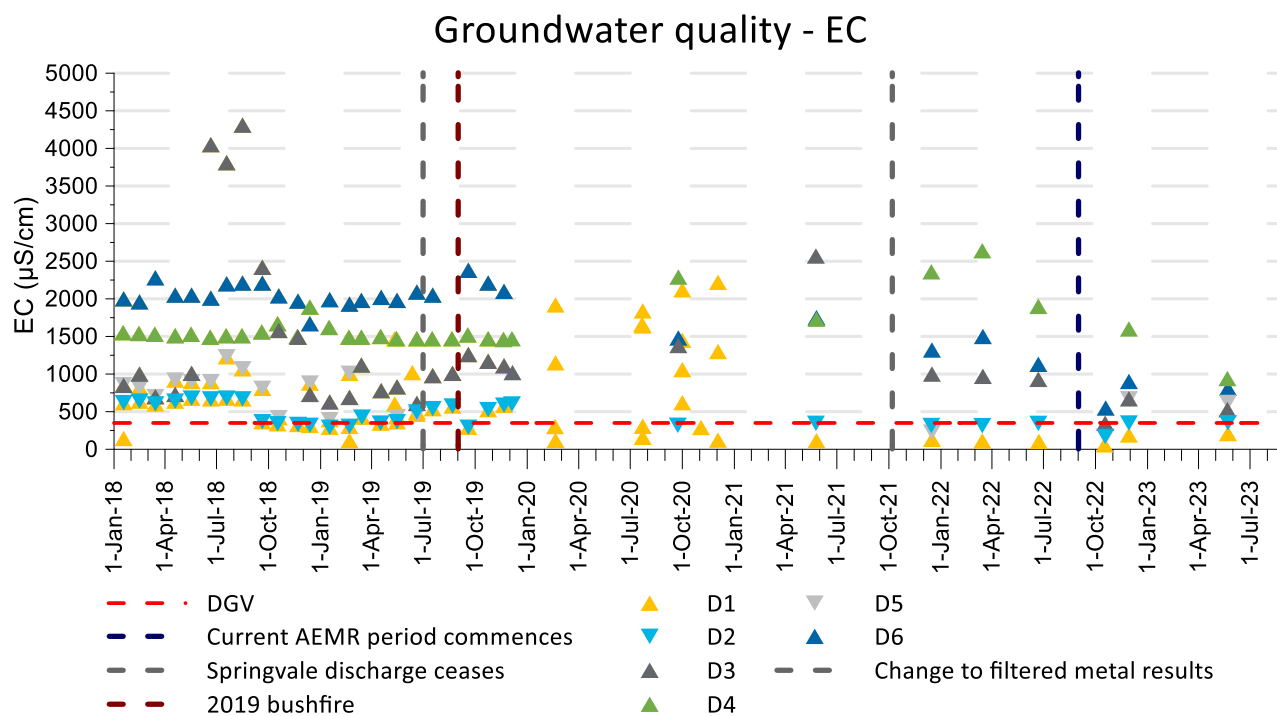 Groundwater quality - EC
EC (µS/cm)
5000
4500
4000
3500
3000
2500
2000
1500
1000
500
0
1-Jan-18
1-Apr-18
1-Jul-18
1-Oct-18
1-Jan-19
1-Apr-19
1-Jul-19
1-Oct-19
1-Jan-20
1-Apr-20
1-Jul-20
1-Oct-20
1-Jan-21
1-Apr-21
1-Jul-21
1-Oct-21
1-Jan-22
1-Apr-22
1-Jul-22
1-Oct-22
1-Jan-23
1-Apr-23
1-Jul-23
DGV
Current AEMR period commences
Springvale discharge ceases
2019 bushfire
D1
D2
D3
D4
D5
D6
Change to filtered metal results